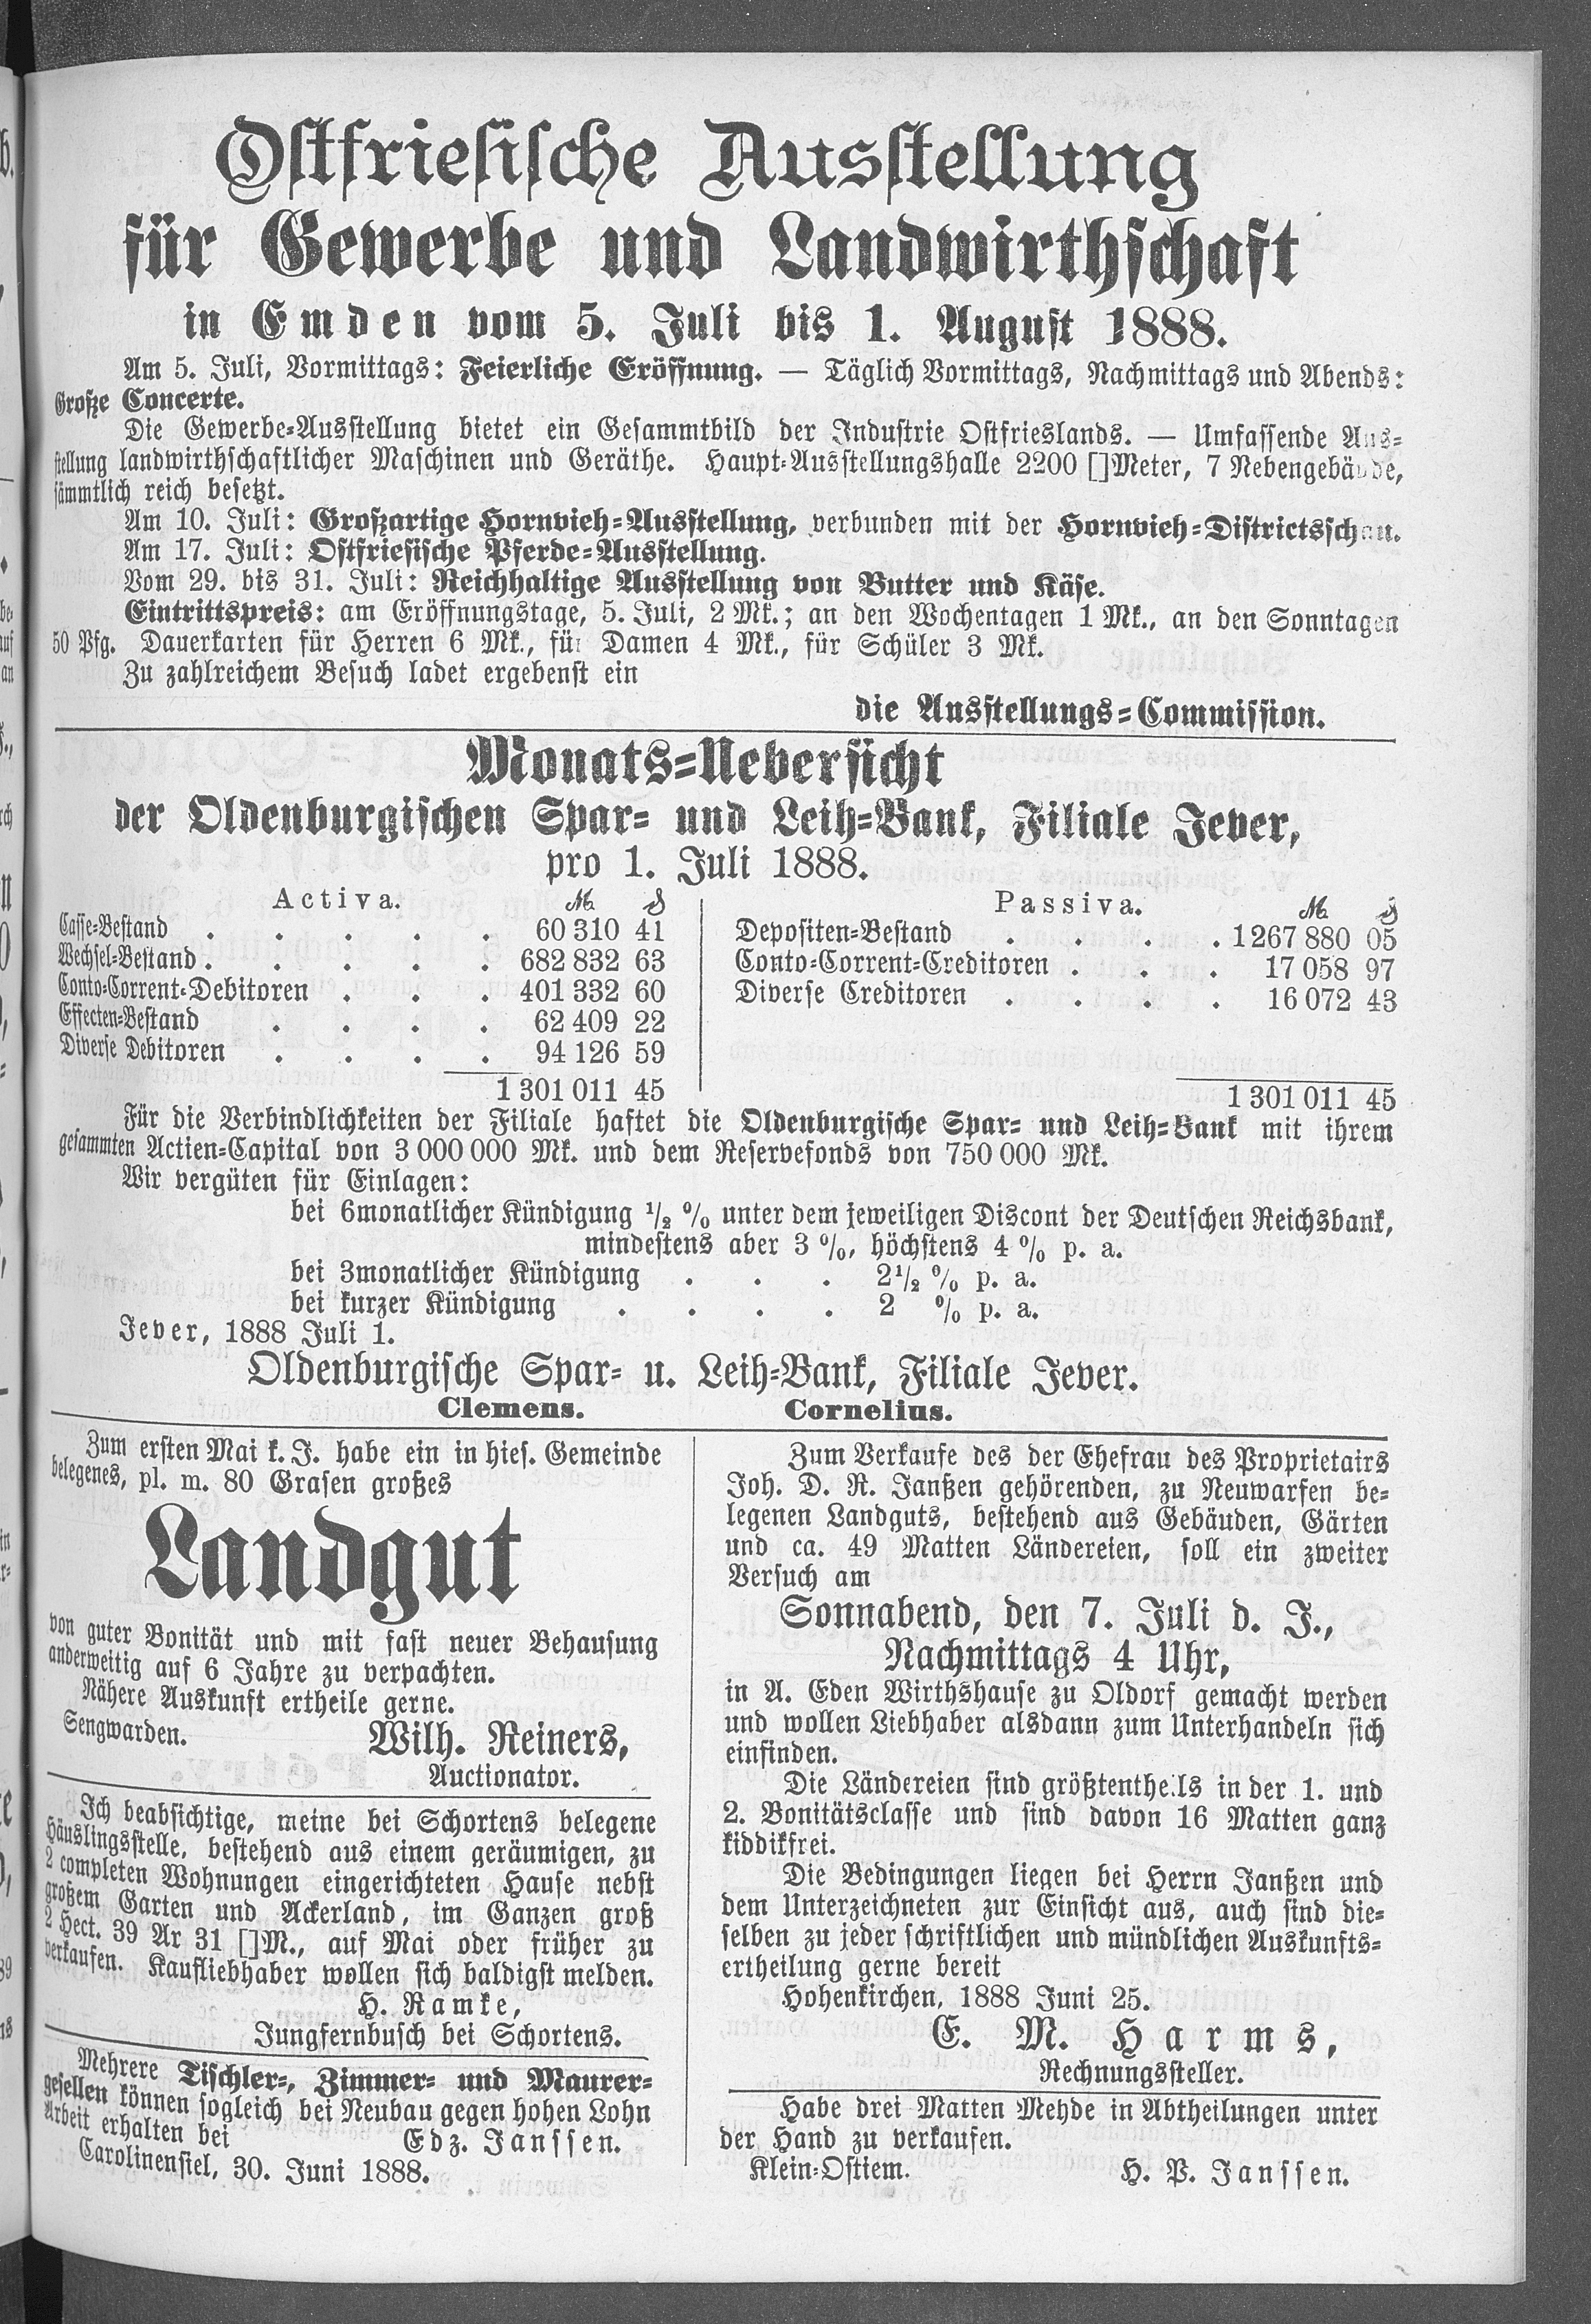 Ostfriesische Ausstellung
für Gewerbe und Landwirthschaft
in Emden vom 5. Juli bis 1. August 1888.
Am 5. Juli, Vormittags: Feierliche Eröffnung. — Täglich Vormittags, Nachmittags und Abends:
Große Concerte.
Die Gewerbe-Ausstellung bietet ein Gesammtbild der Industrie Ostfrieslands. — Umfassende Aus-
stellung landwirthschaftlicher Maschinen und Geräthe. Haupt-Ausstellungshalle 2200 []Meter, 7 Nebengebäude,
sämmtlich reich besetzt.
Am 10. Juli: Großartige Hornvieh-Ausstellung, verbunden mit der Hornvieh-Districtsschau.
Am 17. Juli: Ostfriesische Pferde-Ausstellung.
Vom 29. bis 31. Juli: Reichhaltige Ausstellung von Butter und Käse.
Eintrittspreis: am Eröffnungstage, 5. Juli, 2 Mk.; an den Wochentagen 1 Mk., an den Sonntagen
50 Pfg. Dauerkarten für Herren 6 Mk., für Damen 4 Mk., für Schüler 3 Mk.
Zu zahlreichem Besuch ladet ergebenst ein
die Ausstellungs-Commission.
Monats-Uebersicht
der Oldenburgischen Spar- und Leih-Bank, Filiale Jever,
pro 1. Juli 1888.
Activa. M. ₰
Casse-Bestand . . . . . 60 310 41
Wechsel-Bestand . . . . . 682 832 63
Conto-Corrent-Debitoren . . . 401 332 60
Effecten-Bestand . . . . 62 409 22
Diverse Debitoren . . . . 94 126 59
1 301 011 45
Passiva. M. ₰
Depositen-Bestand . . . . 1 267 880 05
Conto-Corrent-Creditoren . . . 17 058 97
Diverse Creditoren . . . . 16 072 43
1 301 011 45
Für die Verbindlichkeiten der Filiale haftet die Oldenburgische Spar- und Leih-Bank mit ihrem
gesammten Actien-Capital von 3 000 000 Mk. und dem Reservefonds von 750 000 Mk.
Wir vergüten für Einlagen:
bei 6monatlicher Kündigung 1/2 % unter dem jeweiligen Discont der Deutschen Reichsbank,
mindestens aber 3 %, höchstens 4 % p. a.
bei 3monatlicher Kündigung . . . 2 1/2 % p. a.
bei kurzer Kündigung . . . . 2 % p. a.
Jever, 1888 Juli 1.
Oldenburgische Spar- u. Leih-Bank, Filiale Jever.
Clemens. Cornelius.
Zum ersten Mai k. J. habe ein in hies. Gemeinde
belegenes, pl. m. 80 Grasen großes
Landgut
von guter Bonität und mit fast neuer Behausung
anderweitig auf 6 Jahre zu verpachten.
Nähere Auskunft ertheile gerne.
Sengwarden. Wilh. Reiners,
Auctionator.
Ich beabsichtige, meine bei Schortens belegene
Häuslingsstelle, bestehend aus einem geräumigen, zu
2 completen Wohnungen eingerichteten Hause nebst
großem Garten und Ackerland, im Ganzen groß
2 Hect. 39 Ar 31 []M., auf Mai oder früher zu
verkaufen. Kaufliebhaber wollen sich baldigst melden.
H. Ramke,
Jungfernbusch bei Schortens.
Mehrere Tischler-, Zimmer- und Maurer-
gesellen können sogleich bei Neubau gegen hohen Lohn
Arbeit erhalten bei Edz. Janssen.
Carolinensiel, 30. Juni 1888.
Zum Verkaufe des der Ehefrau des Proprietairs
Joh. D. R. Janßen gehörenden, zu Neuwarfen be-
legenen Landguts, bestehend aus Gebäuden, Gärten
und ca. 49 Matten Ländereien, soll ein zweiter
Versuch am
Sonnabend, den 7. Juli d. J.,
Nachmittags 4 Uhr,
in A. Eden Wirthshause zu Oldorf gemacht werden
und wollen Liebhaber alsdann zum Unterhandeln sich
einfinden.
Die Ländereien sind größtentheils in der 1. und
2. Bonitätsclasse und sind davon 16 Matten ganz
kiddikfrei.
Die Bedingungen liegen bei Herrn Janßen und
dem Unterzeichneten zur Einsicht aus, auch sind die-
selben zu jeder schriftlichen und mündlichen Auskunfts-
ertheilung gerne bereit
Hohenkirchen, 1888 Juni 25.
E. M. Harms,
Rechnungssteller.
Habe drei Matten Mehde in Abtheilungen unter
der Hand zu verkaufen.
Klein-Ostiem. H. P. Janssen.